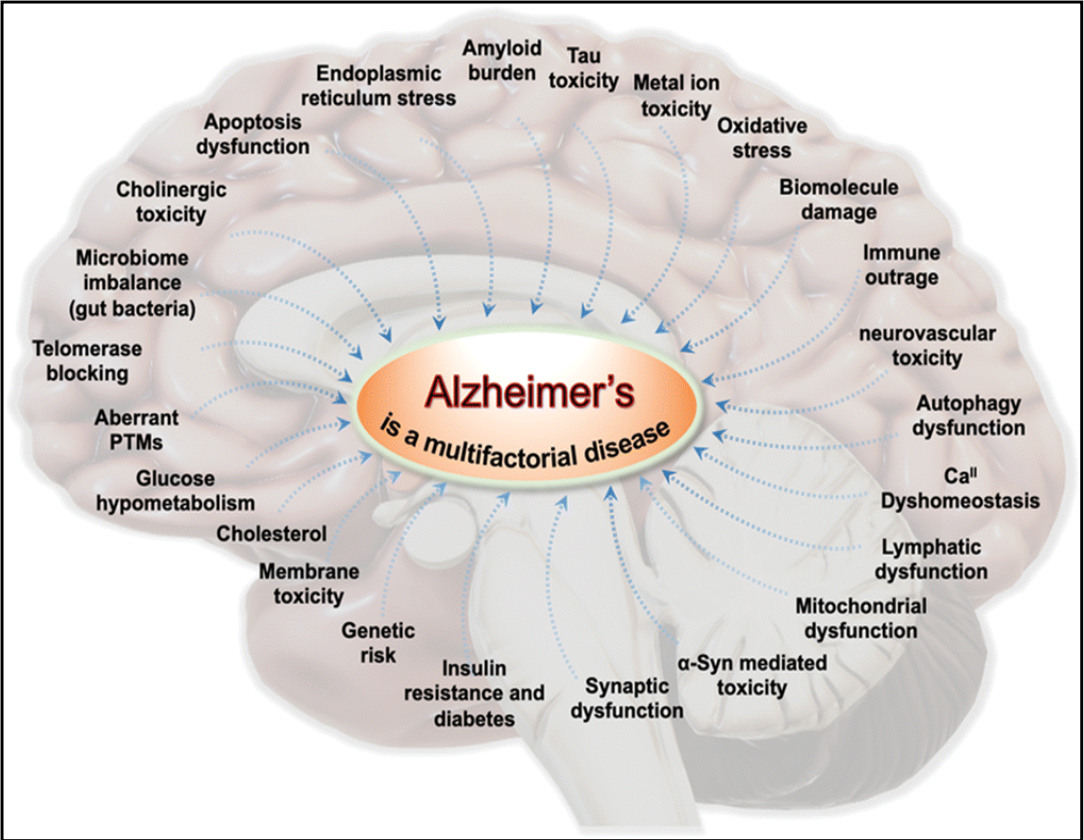 Amyloid
burden
Tau
toxicity
Endoplasmic
reticulum stress
Metal ion
toxicity
Apoptosis
dysfunction
Oxidative
stress
Cholinergic
toxicity
Biomolecule
damage
Microbiome
imbalance
(gut bacteria)
Immune
outrage
Telomerase
blocking
neurovascular
toxicity
Alzheimer's
is a multifactorial disease
Aberrant
PTMs
Autophagy
dysfunction
Glucose
hypometabolism
Ca^II
Dyshomeostasis
Cholesterol
Lymphatic
dysfunction
Membrane
toxicity
Mitochondrial
dysfunction
Genetic
risk
α-Syn mediated
toxicity
Insulin
resistance and
diabetes
Synaptic
dysfunction